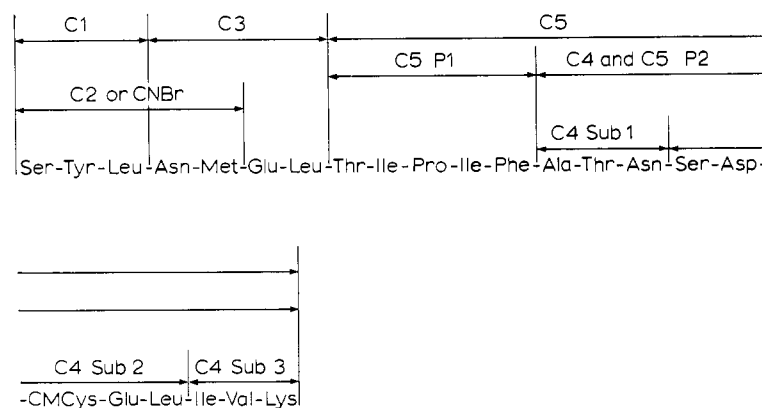 C1 C3 C5
C5 P1 C4 and C5 P2
C2 or CNBr
C4 Sub 1
Ser-Tyr-Leu-Asn-Met-Glu-Leu-Thr-Ile-Pro-Ile-Phe-Ala-Thr-Asn-Ser-Asp-
C4 Sub 2 C4 Sub 3
-CMCys-Glu-Leu-Ile-Val-Lys